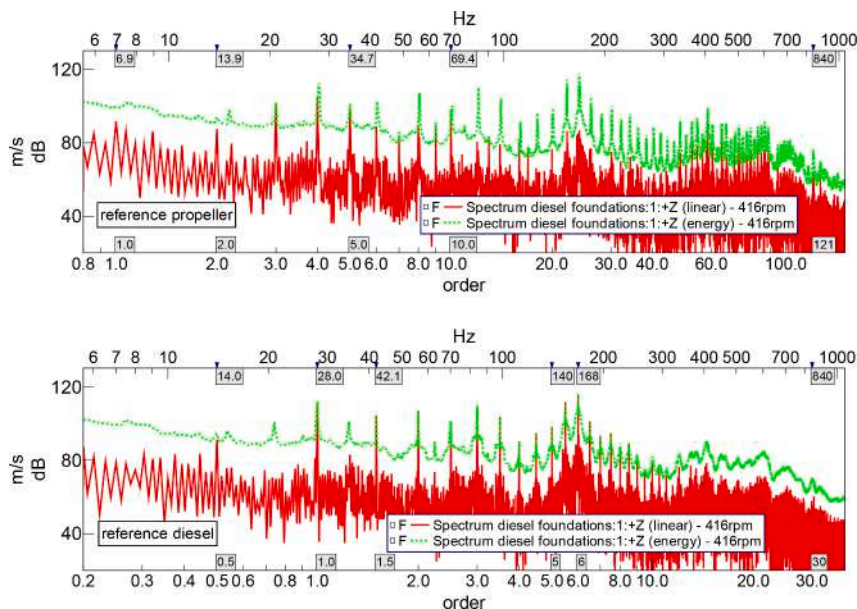 Hz
6 7 8 10 20 30 40 50 60 70 100 200 300 400 500 1000
6.9 13.9 34.7 69.4 840
120
80
40
m/s
dB
reference propeller
F Spectrum diesel foundations:1:+Z (linear) - 416rpm
F Spectrum diesel foundations:1:+Z (energy) - 416rpm
1.0 2.0 5.0 10.0 121
0.8 1.0 2.0 3.0 4.0 5.0 6.0 8.0 10.0 20.0 30.0 40.0 60.0 100.0
order
Hz
6 7 8 10 20 30 40 50 60 70 100 200 300 400 500 1000
14.0 28.0 42.1 140 168 840
120
80
40
m/s
dB
reference diesel
F Spectrum diesel foundations:1:+Z (linear) - 416rpm
F Spectrum diesel foundations:1:+Z (energy) - 416rpm
0.5 1.0 1.5 5 6 30
0.2 0.3 0.4 0.5 0.6 0.8 1.0 2.0 3.0 4.0 5.0 6.0 10.0 20.0 30.0
order